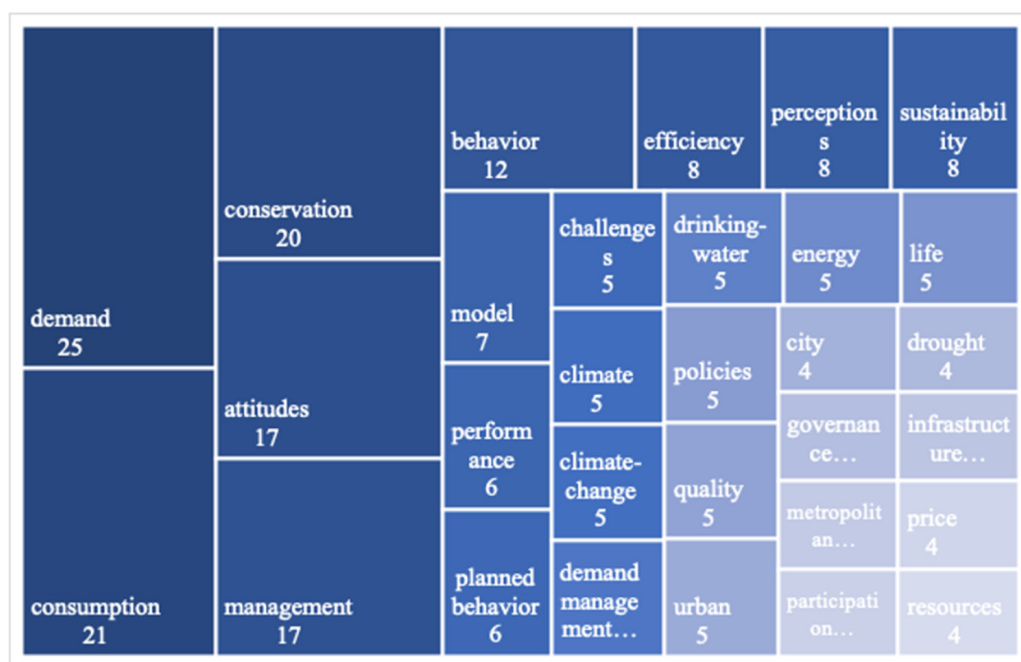 demand
25
consumption
21
conservation
20
attitudes
17
management
17
behavior
12
efficiency
8
perception
s
8
sustainabil
ity
8
model
7
perform
ance
6
planned
behavior
6
challenge
s
5
climate
5
climate-
change
5
demand
manage
ment...
drinking-
water
5
energy
5
life
5
policies
5
quality
5
urban
5
city
4
drought
4
governan
ce...
infrastruct
ure...
metropolit
an...
price
4
participati
on...
resources
4